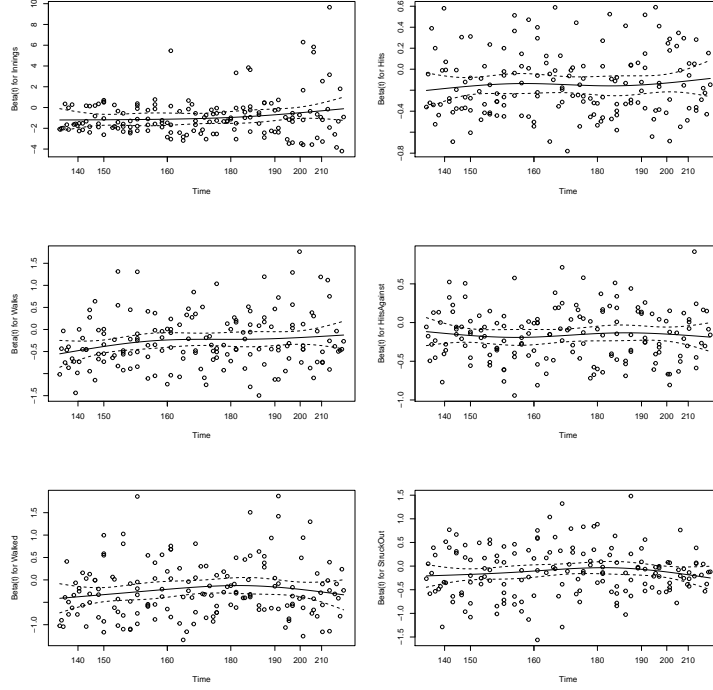 10
8
6
4
2
0
−2
−4
Beta(t) for Innings
140 150 160 180 190 200 210
Time
0.6
0.4
0.2
0.0
−0.4
−0.8
Beta(t) for Hits
140 150 160 180 190 200 210
Time
1.5
1.0
0.5
0.0
−0.5
−1.5
Beta(t) for Walks
140 150 160 180 190 200 210
Time
0.5
0.0
−0.5
−1.0
Beta(t) for HitsAgainst
140 150 160 180 190 200 210
Time
1.5
1.0
0.5
0.0
−1.0
Beta(t) for Walked
140 150 160 180 190 200 210
Time
1.5
1.0
0.5
0.0
−0.5
−1.0
−1.5
Beta(t) for StruckOut
140 150 160 180 190 200 210
Time